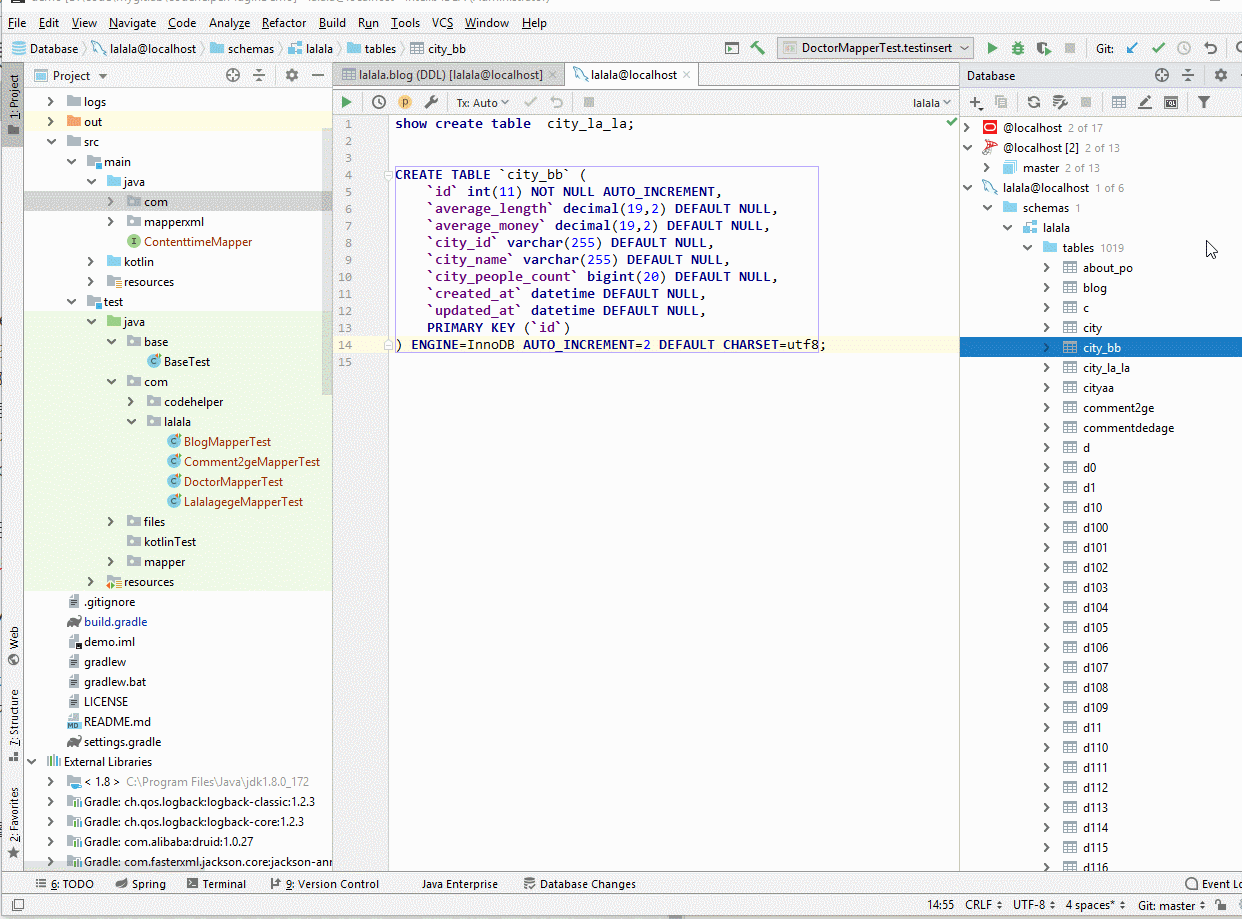 File Edit View Navigate Code Analyze Refactor Build Run Tools VCS Window Help
Database lalala@localhost schemas lalala tables city_bb DoctorMapperTest.testinsert Git:
1: Project
Web
7: Structure
2: Favorites
Project
logs
out
src
main
java
com
mapperxml
ContenttimeMapper
kotlin
resources
test
java
base
BaseTest
com
codehelper
lalala
BlogMapperTest
Comment2geMapperTest
DoctorMapperTest
LalalagegeMapperTest
files
kotlinTest
mapper
resources
.gitignore
build.gradle
demo.iml
gradlew
gradlew.bat
LICENSE
README.md
settings.gradle
External Libraries
< 1.8 > C:\Program Files\Java\jdk1.8.0_172
Gradle: ch.qos.logback:logback-classic:1.2.3
Gradle: ch.qos.logback:logback-core:1.2.3
Gradle: com.alibaba:druid:1.0.27
Gradle: com.fasterxml.jackson.core:jackson-anr
lalala.blog (DDL) [lalala@localhost] lalala@localhost
Tx: Auto lalala
1 show create table city_la_la;
2
3
4 CREATE TABLE `city_bb` (
5 `id` int(11) NOT NULL AUTO_INCREMENT,
6 `average_length` decimal(19,2) DEFAULT NULL,
7 `average_money` decimal(19,2) DEFAULT NULL,
8 `city_id` varchar(255) DEFAULT NULL,
9 `city_name` varchar(255) DEFAULT NULL,
10 `city_people_count` bigint(20) DEFAULT NULL,
11 `created_at` datetime DEFAULT NULL,
12 `updated_at` datetime DEFAULT NULL,
13 PRIMARY KEY (`id`)
14 ) ENGINE=InnoDB AUTO_INCREMENT=2 DEFAULT CHARSET=utf8;
15
Database
@localhost 2 of 17
@localhost [2] 2 of 13
master 2 of 13
lalala@localhost 1 of 6
schemas 1
lalala
tables 1019
about_po
blog
c
city
city_bb
city_la_la
cityaa
comment2ge
commentdedage
d
d0
d1
d10
d100
d101
d102
d103
d104
d105
d106
d107
d108
d109
d11
d110
d111
d112
d113
d114
d115
d116
6: TODO Spring Terminal 9: Version Control Java Enterprise Database Changes Event Lo
14:55 CRLF UTF-8 4 spaces* Git: master